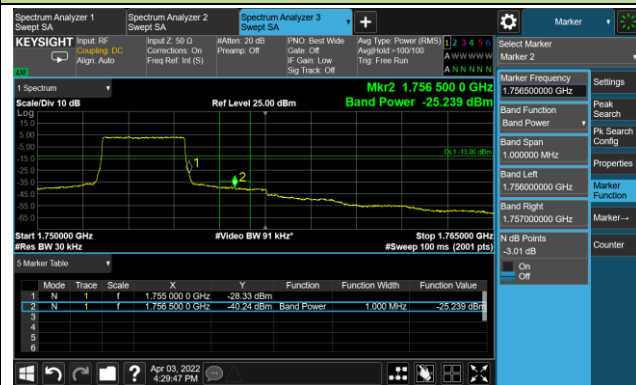 Spectrum Analyzer 1
Swept SA
Spectrum Analyzer 2
Swept SA
Spectrum Analyzer 3
Swept SA
Marker
KEYSIGHT
Input: RF
Coupling: DC
Align: Auto
Input Z: 50 Ω
Corrections: On
Freq Ref: Int (S)
#Atten: 20 dB
Preamp: Off
PNO: Best Wide
Gate: Off
IF Gain: Low
Sig Track: Off
Avg Type: Power (RMS)
Avg|Hold:>100/100
Trig: Free Run
1 2 3 4 5 6
A W W W W W
A N N N N N
Select Marker
Marker 2
1 Spectrum
Mkr2 1.756 500 0 GHz
Scale/Div 10 dB
Ref Level 25.00 dBm
Band Power -25.239 dBm
Log
15.0
5.00
-5.00
-15.0
-25.0
-35.0
-45.0
-55.0
-65.0
DL1 -13.00 dBm
1
2
Start 1.750000 GHz
#Video BW 91 kHz*
Stop 1.765000 GHz
#Res BW 30 kHz
#Sweep 100 ms (2001 pts)
5 Marker Table
Mode Trace Scale X Y Function Function Width Function Value
1 N 1 f 1.755 000 0 GHz -28.33 dBm
2 N 1 f 1.756 500 0 GHz -40.24 dBm Band Power 1.000 MHz -25.239 dBm
3
4
5
6
Marker Frequency
1.756500000 GHz
Band Function
Band Power
Band Span
1.000000 MHz
Band Left
1.756000000 GHz
Band Right
1.757000000 GHz
N dB Points
-3.01 dB
On
Off
Settings
Peak
Search
Pk Search
Config
Properties
Marker
Function
Marker→
Counter
?
Apr 03, 2022
4:29:47 PM